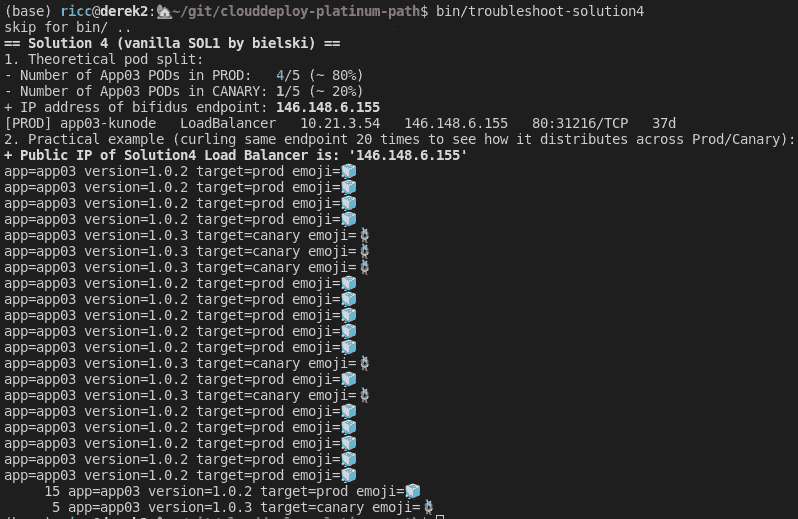 (base) ricc@derek2:🐘~/git/clouddeploy-platinum-path$ bin/troubleshoot-solution4
skip for bin/ ..
== Solution 4 (vanilla SOL1 by bielski) ==
1. Theoretical pod split:
- Number of App03 PODs in PROD:   4/5 (~ 80%)
- Number of App03 PODs in CANARY: 1/5 (~ 20%)
+ IP address of bifidus endpoint: 146.148.6.155
[PROD] app03-kunode   LoadBalancer   10.21.3.54   146.148.6.155   80:31216/TCP   37d
2. Practical example (curling same endpoint 20 times to see how it distributes across Prod/Canary):
+ Public IP of Solution4 Load Balancer is: '146.148.6.155'
app=app03 version=1.0.2 target=prod emoji=🧊
app=app03 version=1.0.2 target=prod emoji=🧊
app=app03 version=1.0.2 target=prod emoji=🧊
app=app03 version=1.0.2 target=prod emoji=🧊
app=app03 version=1.0.3 target=canary emoji=
app=app03 version=1.0.3 target=canary emoji=
app=app03 version=1.0.3 target=canary emoji=
app=app03 version=1.0.2 target=prod emoji=🧊
app=app03 version=1.0.2 target=prod emoji=🧊
app=app03 version=1.0.2 target=prod emoji=🧊
app=app03 version=1.0.2 target=prod emoji=🧊
app=app03 version=1.0.2 target=prod emoji=🧊
app=app03 version=1.0.3 target=canary emoji=
app=app03 version=1.0.2 target=prod emoji=🧊
app=app03 version=1.0.3 target=canary emoji=
app=app03 version=1.0.2 target=prod emoji=🧊
app=app03 version=1.0.2 target=prod emoji=🧊
app=app03 version=1.0.2 target=prod emoji=🧊
app=app03 version=1.0.2 target=prod emoji=🧊
app=app03 version=1.0.2 target=prod emoji=🧊
15 app=app03 version=1.0.2 target=prod emoji=🧊
5 app=app03 version=1.0.3 target=canary emoji=